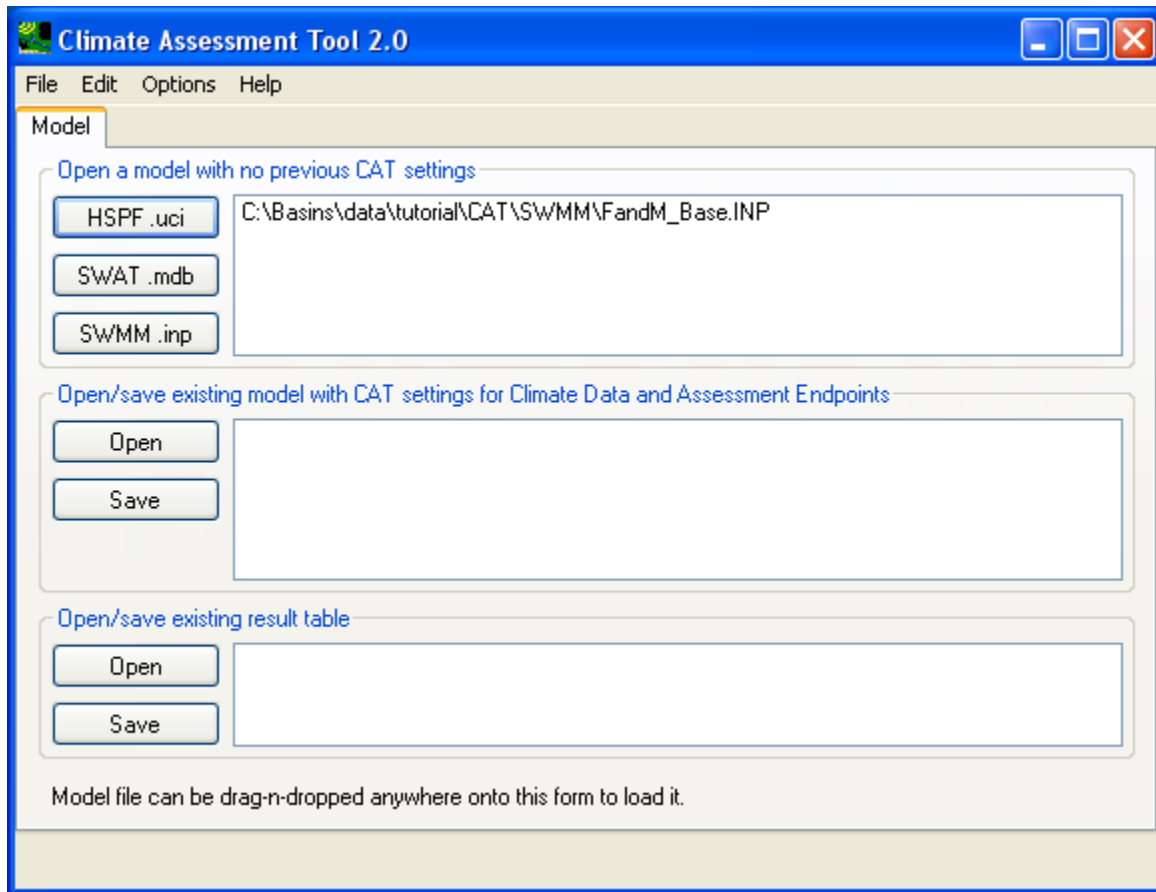 Climate Assessment Tool 2.0
File Edit Options Help
Model
Open a model with no previous CAT settings
HSPF .uci
C:\Basins\data\tutorial\CAT\SWMM\FandM_Base.INP
SWAT .mdb
SWMM .inp
Open/save existing model with CAT settings for Climate Data and Assessment Endpoints
Open
Save
Open/save existing result table
Open
Save
Model file can be drag-n-dropped anywhere onto this form to load it.